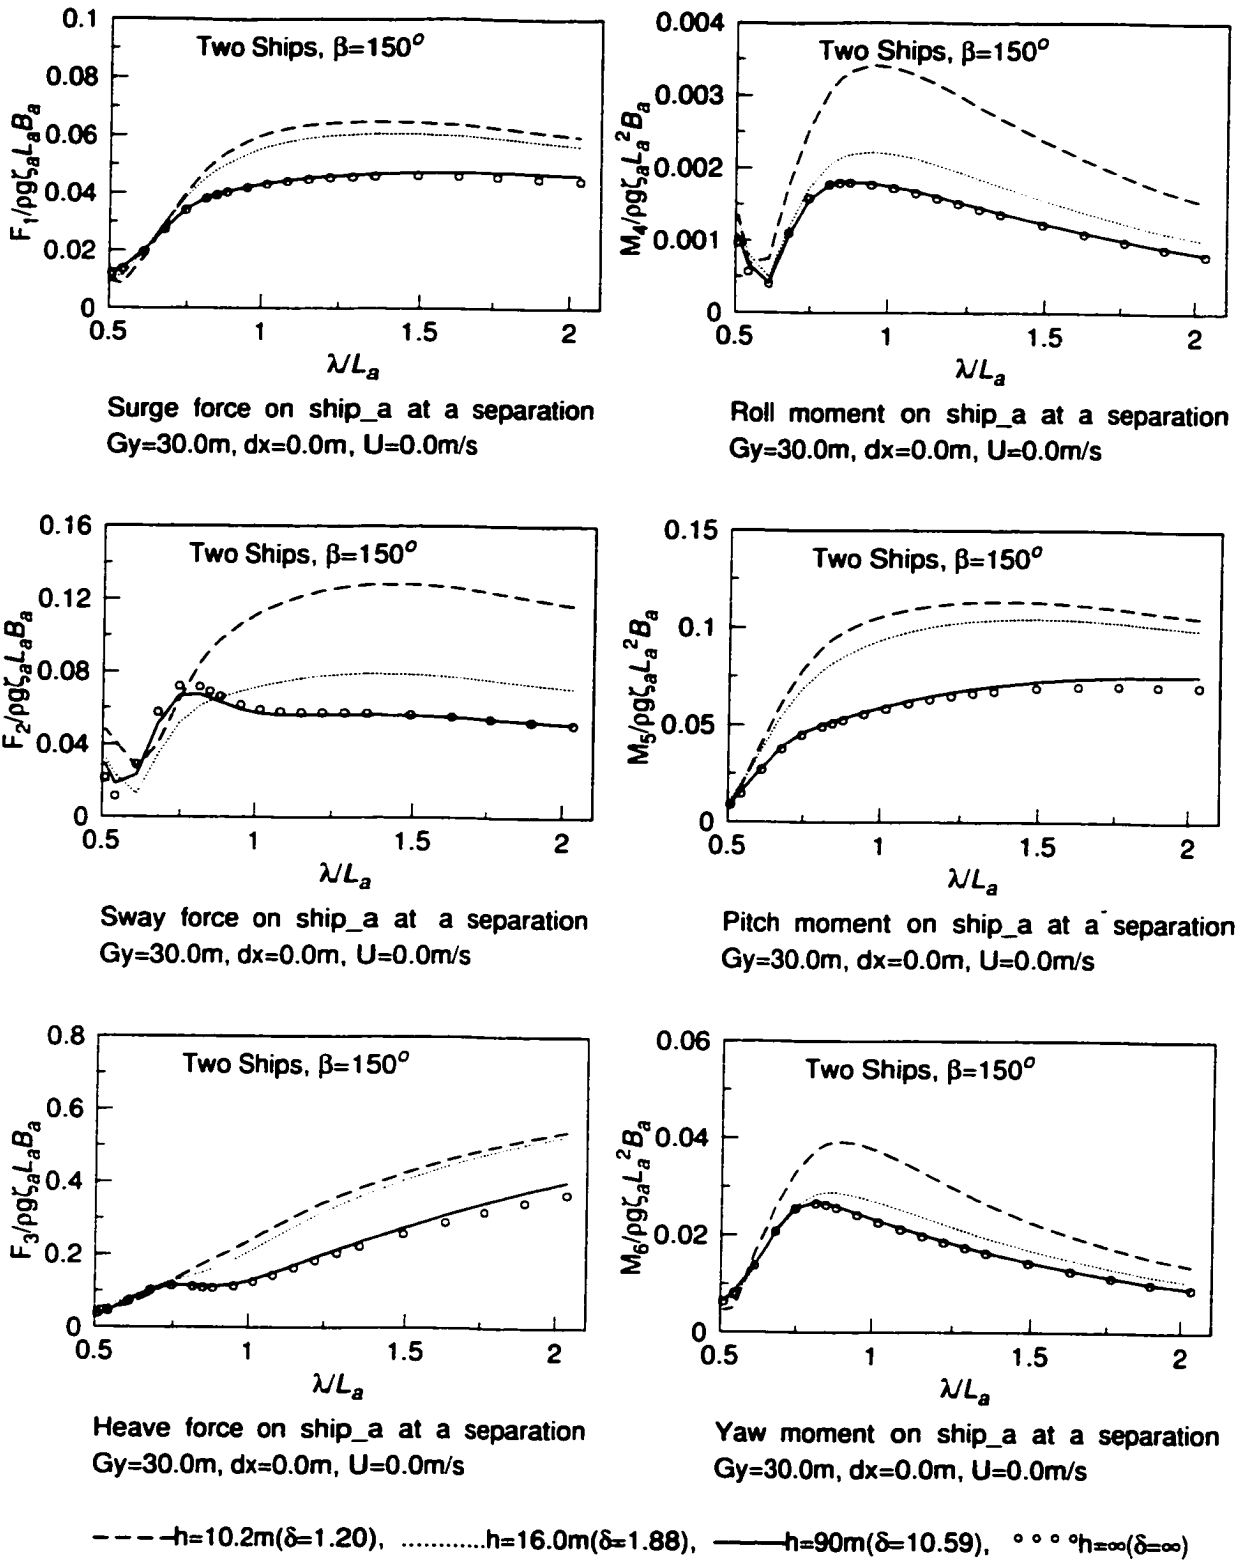 Two Ships, β=150°
F₁/ρgζₐLₐBₐ
0.1
0.08
0.06
0.04
0.02
0
0.5 1 1.5 2
λ/Lₐ
Surge force on ship_a at a separation
Gy=30.0m, dx=0.0m, U=0.0m/s
Two Ships, β=150°
M₄/ρgζₐLₐ²Bₐ
0.004
0.003
0.002
0.001
0
0.5 1 1.5 2
λ/Lₐ
Roll moment on ship_a at a separation
Gy=30.0m, dx=0.0m, U=0.0m/s
Two Ships, β=150°
F₂/ρgζₐLₐBₐ
0.16
0.12
0.08
0.04
0
0.5 1 1.5 2
λ/Lₐ
Sway force on ship_a at a separation
Gy=30.0m, dx=0.0m, U=0.0m/s
Two Ships, β=150°
M₅/ρgζₐLₐ²Bₐ
0.15
0.1
0.05
0
0.5 1 1.5 2
λ/Lₐ
Pitch moment on ship_a at a separation
Gy=30.0m, dx=0.0m, U=0.0m/s
Two Ships, β=150°
F₃/ρgζₐLₐBₐ
0.8
0.6
0.4
0.2
0
0.5 1 1.5 2
λ/Lₐ
Heave force on ship_a at a separation
Gy=30.0m, dx=0.0m, U=0.0m/s
Two Ships, β=150°
M₆/ρgζₐLₐ²Bₐ
0.06
0.04
0.02
0
0.5 1 1.5 2
λ/Lₐ
Yaw moment on ship_a at a separation
Gy=30.0m, dx=0.0m, U=0.0m/s
h=10.2m(δ=1.20), h=16.0m(δ=1.88), h=90m(δ=10.59), h=∞(δ=∞)